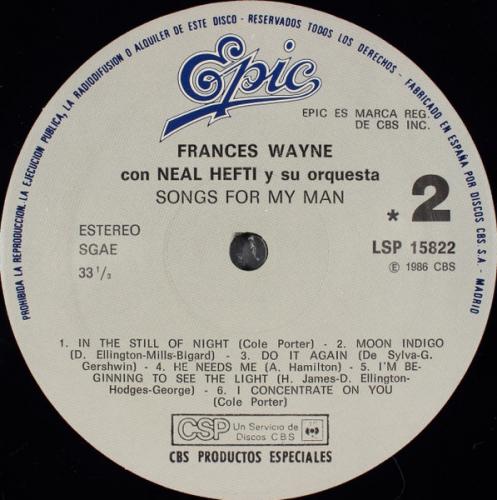 PROHIBIDA LA REPRODUCCION, LA EJECUCION PUBLICA, LA RADIODIFUSION O ALQUILER DE ESTE DISCO - RESERVADOS TODOS LOS DERECHOS - FABRICADO EN ESPAÑA POR DISCOS CBS. S.A. - MADRID
Epic
EPIC ES MARCA REG.
DE CBS INC.
FRANCES WAYNE
con NEAL HEFTI y su orquesta
SONGS FOR MY MAN
* 2
ESTEREO
SGAE
33 1/3
LSP 15822
Ⓟ 1986 CBS
1. IN THE STILL OF NIGHT (Cole Porter) - 2. MOON INDIGO
(D. Ellington-Mills-Bigard) - 3. DO IT AGAIN (De Sylva-G.
Gershwin) - 4. HE NEEDS ME (A. Hamilton) - 5. I'M BE-
GINNING TO SEE THE LIGHT (H. James-D. Ellington-
Hodges-George) - 6. I CONCENTRATE ON YOU
(Cole Porter)
CSP Un Servicio de
Discos CBS
CBS PRODUCTOS ESPECIALES